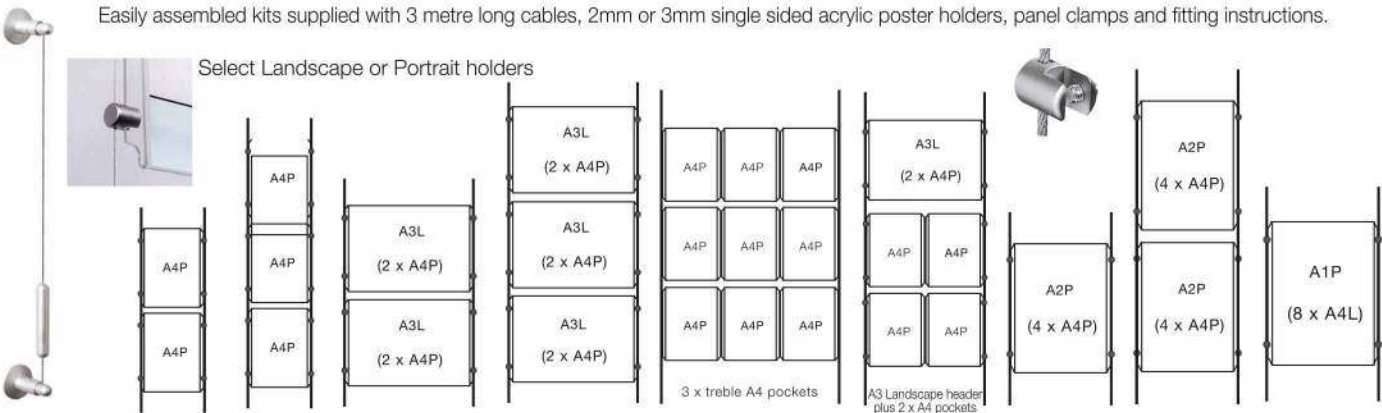 Easily assembled kits supplied with 3 metre long cables, 2mm or 3mm single sided acrylic poster holders, panel clamps and fitting instructions.
Select Landscape or Portrait holders
A4P
A4P
A4P
A4P
A4P
A3L
(2 x A4P)
A3L
(2 x A4P)
A3L
(2 x A4P)
A3L
(2 x A4P)
A3L
(2 x A4P)
A4P A4P A4P
A4P A4P A4P
A4P A4P A4P
3 x treble A4 pockets
A3L
(2 x A4P)
A4P A4P
A4P A4P
A3 Landscape header
plus 2 x A4 pockets
A2P
(4 x A4P)
A2P
(4 x A4P)
A2P
(4 x A4P)
A1P
(8 x A4L)